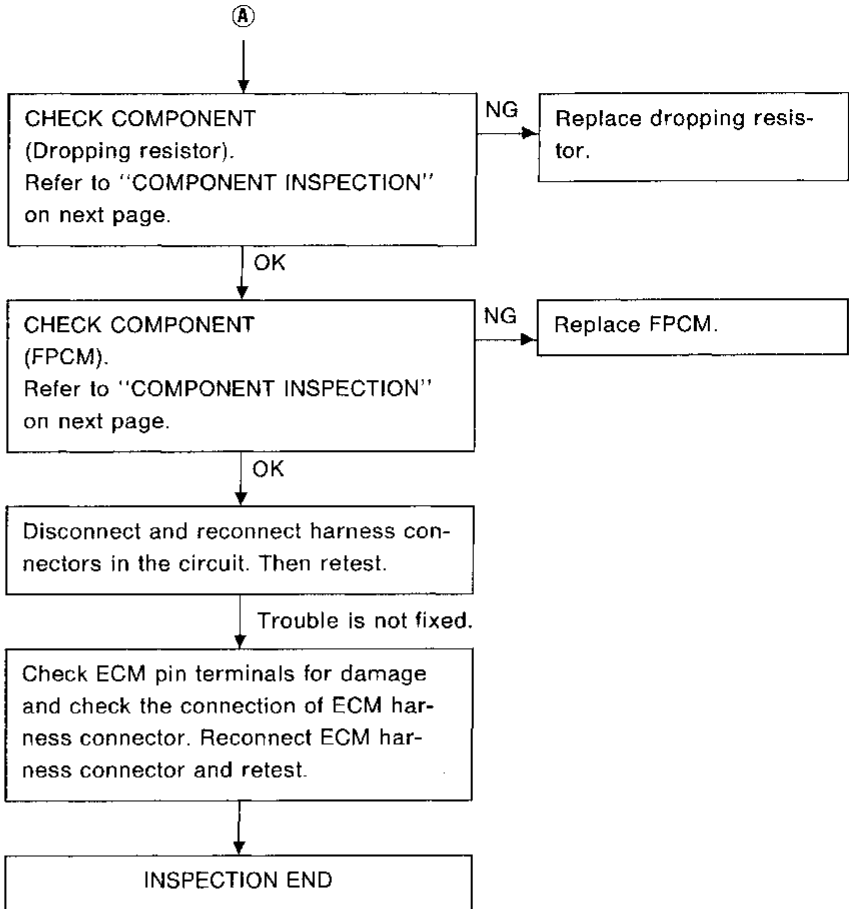 A
CHECK COMPONENT
(Dropping resistor).
Refer to "COMPONENT INSPECTION"
on next page.
NG
Replace dropping resis-
tor.
OK
CHECK COMPONENT
(FPCM).
Refer to "COMPONENT INSPECTION"
on next page.
NG
Replace FPCM.
OK
Disconnect and reconnect harness con-
nectors in the circuit. Then retest.
Trouble is not fixed.
Check ECM pin terminals for damage
and check the connection of ECM har-
ness connector. Reconnect ECM har-
ness connector and retest.
INSPECTION END